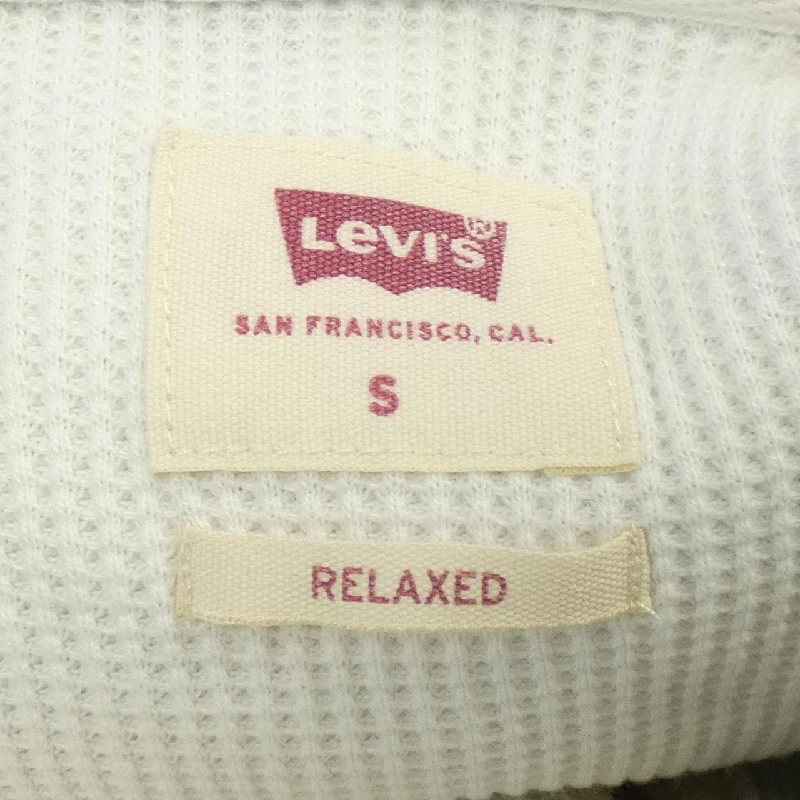 Levi's®
SAN FRANCISCO, CAL.
S
RELAXED